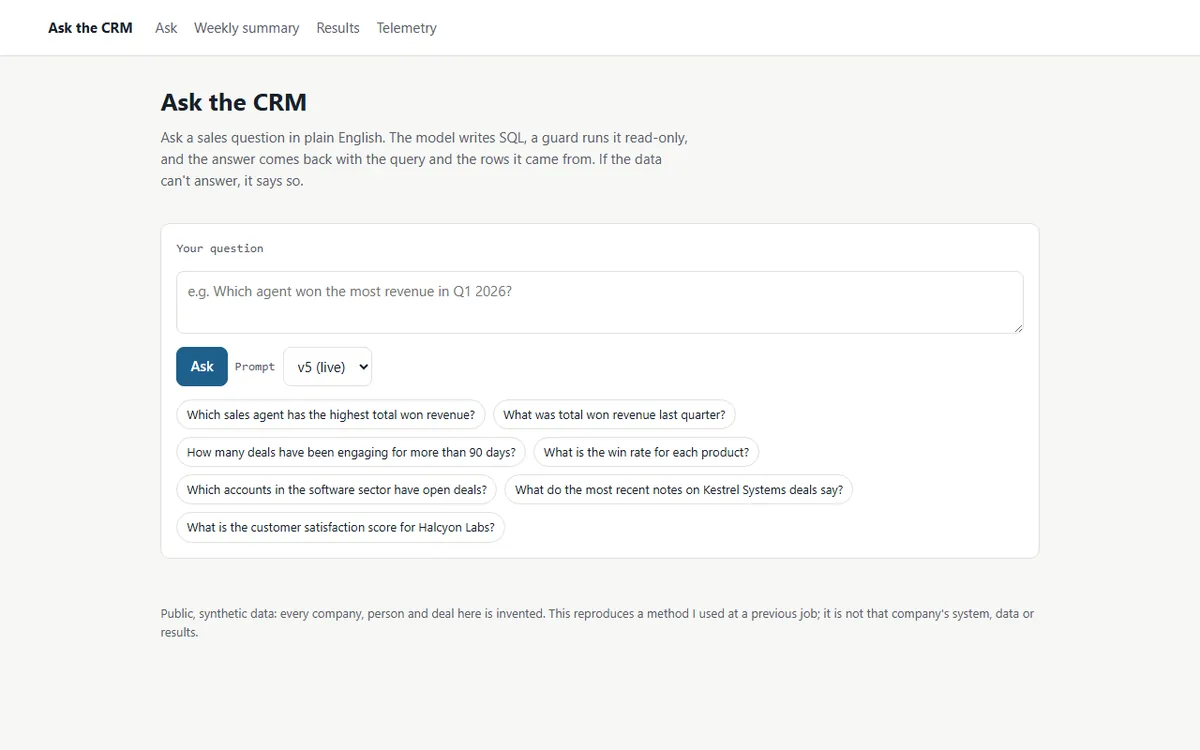 Ask the CRM Ask Weekly summary Results Telemetry
Ask the CRM
Ask a sales question in plain English. The model writes SQL, a guard runs it read-only,
and the answer comes back with the query and the rows it came from. If the data
can't answer, it says so.
Your question
e.g. Which agent won the most revenue in Q1 2026?
Ask Prompt v5 (live)
Which sales agent has the highest total won revenue? What was total won revenue last quarter?
How many deals have been engaging for more than 90 days? What is the win rate for each product?
Which accounts in the software sector have open deals? What do the most recent notes on Kestrel Systems deals say?
What is the customer satisfaction score for Halcyon Labs?
Public, synthetic data: every company, person and deal here is invented. This reproduces a method I used at a previous job; it is not that company's system, data or
results.